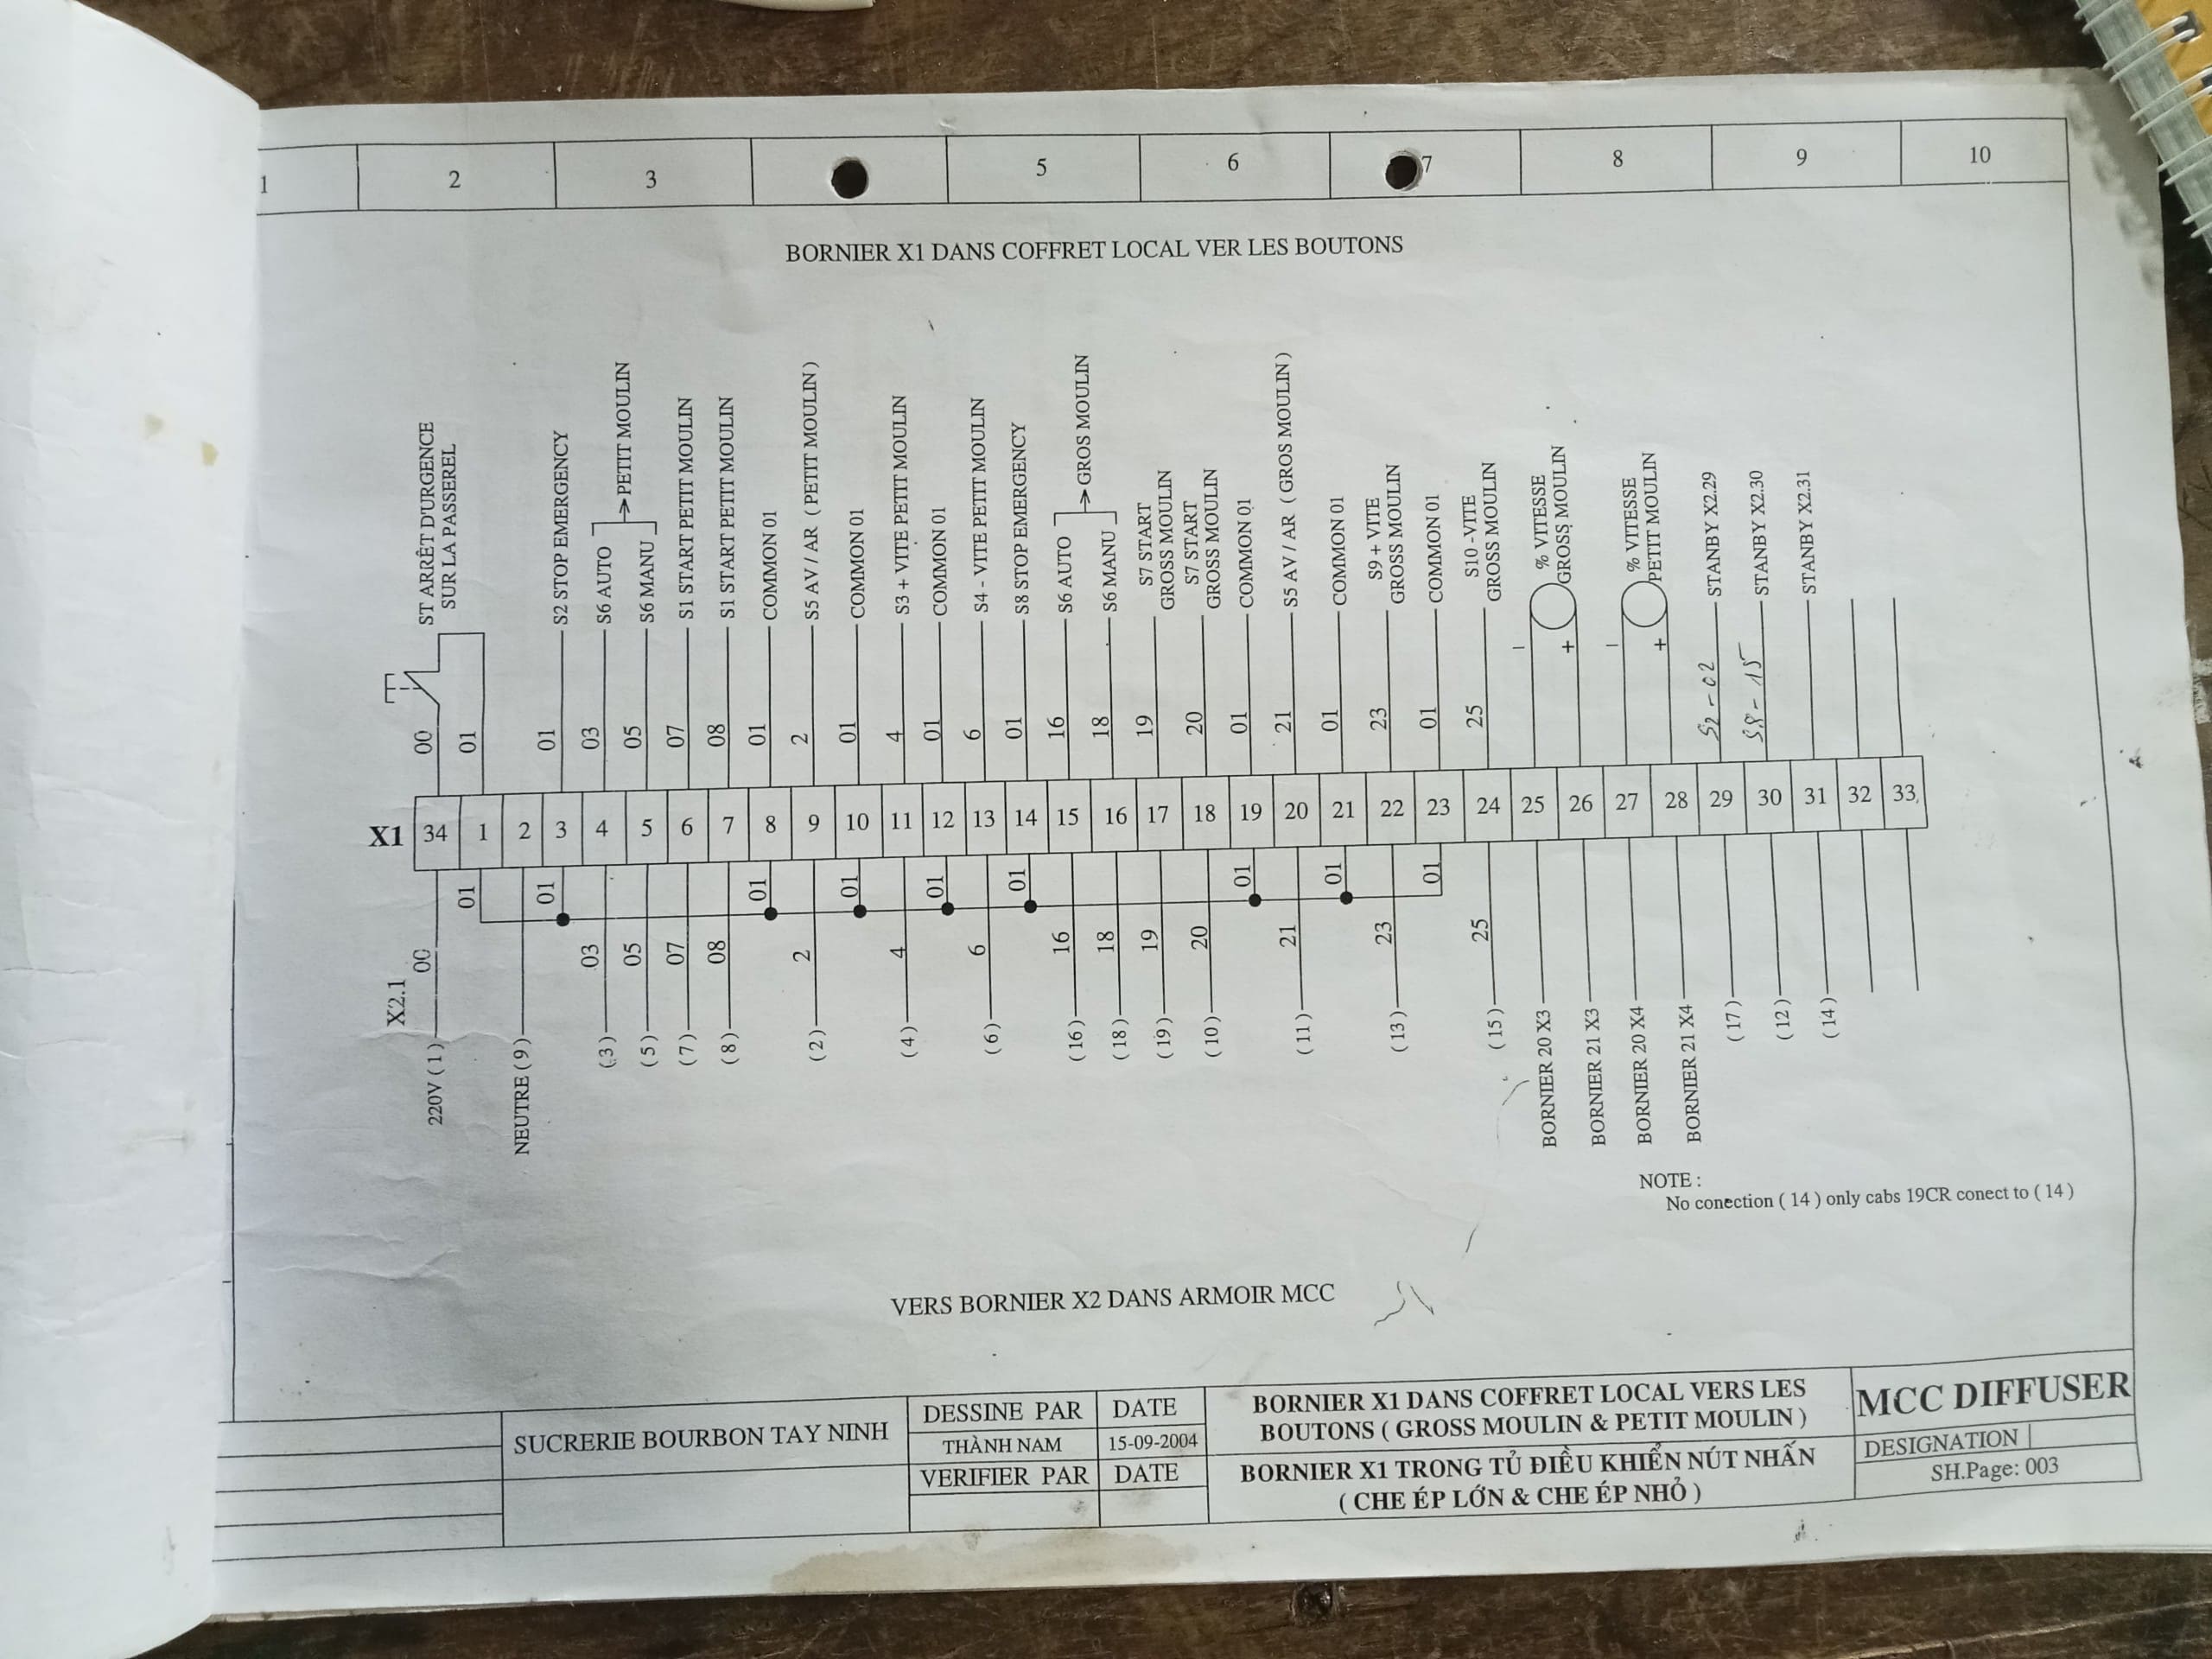 1
2
3
5
6
7
8
9
10
BORNIER X1 DANS COFFRET LOCAL VER LES BOUTONS
ST ARRÊT D'URGENCE
SUR LA PASSEREL
S2 STOP EMERGENCY
S6 AUTO
S6 MANU
PETIT MOULIN
S1 START PETIT MOULIN
S1 START PETIT MOULIN
COMMON 01
S5 AV / AR ( PETIT MOULIN )
COMMON 01
S3 + VITE PETIT MOULIN
COMMON 01
S4 - VITE PETIT MOULIN
S8 STOP EMERGENCY
S6 AUTO
S6 MANU
GROS MOULIN
S7 START
GROSS MOULIN
S7 START
GROSS MOULIN
COMMON 01
S5 AV / AR ( GROS MOULIN )
COMMON 01
S9 + VITE
GROSS MOULIN
COMMON 01
S10 -VITE
GROSS MOULIN
% VITESSE
GROSS MOULIN
% VITESSE
PETIT MOULIN
STANBY X2.29
STANBY X2.30
STANBY X2.31
- + - +
00 01 01 03 05 07 08 01 2 01 4 01 6 01 16 18 19 20 01 21 01 23 01 25
S2 - 02
S8 - 15
X1 34 1 2 3 4 5 6 7 8 9 10 11 12 13 14 15 16 17 18 19 20 21 22 23 24 25 26 27 28 29 30 31 32 33
01 01 01 01 01 01 01 01 01
00 03 05 07 08 2 4 6 16 18 19 20 21 23 25
X2.1
220V ( 1 )
NEUTRE ( 9 )
( 3 )
( 5 )
( 7 )
( 8 )
( 2 )
( 4 )
( 6 )
( 16 )
( 18 )
( 19 )
( 10 )
( 11 )
( 13 )
( 15 )
BORNIER 20 X3
BORNIER 21 X3
BORNIER 20 X4
BORNIER 21 X4
( 17 )
( 12 )
( 14 )
NOTE :
No conection ( 14 ) only cabs 19CR conect to ( 14 )
VERS BORNIER X2 DANS ARMOIR MCC
SUCRERIE BOURBON TAY NINH
DESSINE PAR
DATE
THÀNH NAM
15-09-2004
VERIFIER PAR
DATE
BORNIER X1 DANS COFFRET LOCAL VERS LES
BOUTONS ( GROSS MOULIN & PETIT MOULIN )
BORNIER X1 TRONG TỦ ĐIỀU KHIỂN NÚT NHẤN
( CHE ÉP LỚN & CHE ÉP NHỎ )
MCC DIFFUSER
DESIGNATION
SH.Page: 003